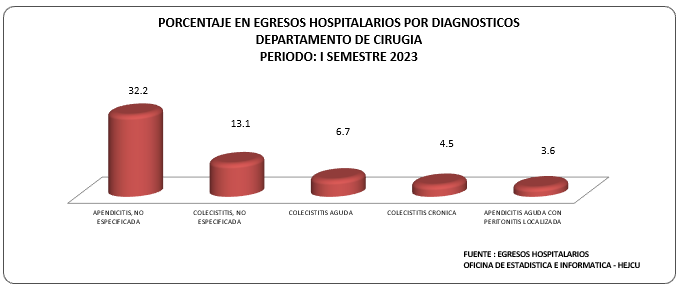 PORCENTAJE EN EGRESOS HOSPITALARIOS POR DIAGNOSTICOS
DEPARTAMENTO DE CIRUGIA
PERIODO: I SEMESTRE 2023
32.2
13.1
6.7
4.5
3.6
APENDICITIS, NO
ESPECIFICADA
COLECISTITIS, NO
ESPECIFICADA
COLECISTITIS AGUDA
COLECISTITIS CRONICA
APENDICITIS AGUDA CON
PERITONITIS LOCALIZADA
FUENTE : EGRESOS HOSPITALARIOS
OFICINA DE ESTADISTICA E INFORMATICA - HEJCU